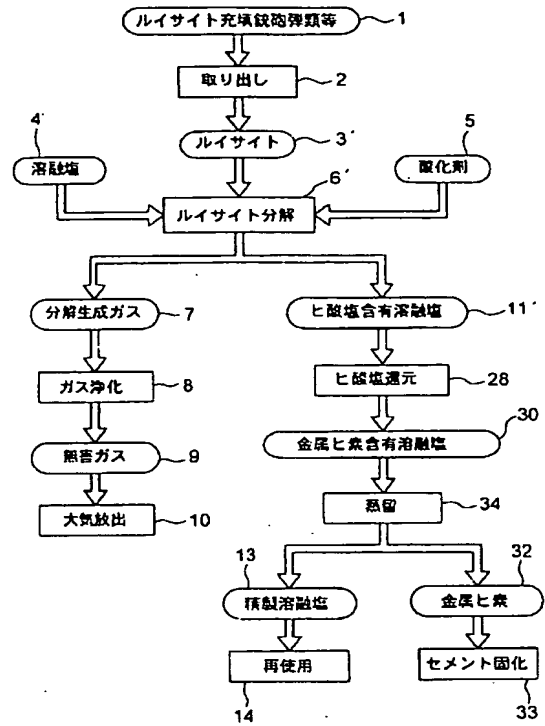 ルイサイト充填銃砲弾類等
1
取り出し
2
4'
ルイサイト
3'
5
溶融塩
酸化剤
6'
ルイサイト分解
分解生成ガス
7
ヒ酸塩含有溶融塩
11'
ガス浄化
8
ヒ酸塩還元
28
30
無害ガス
9
金属ヒ素含有溶融塩
大気放出
10
蒸留
34
13
32
精製溶融塩
金属ヒ素
再使用
セメント固化
14
33